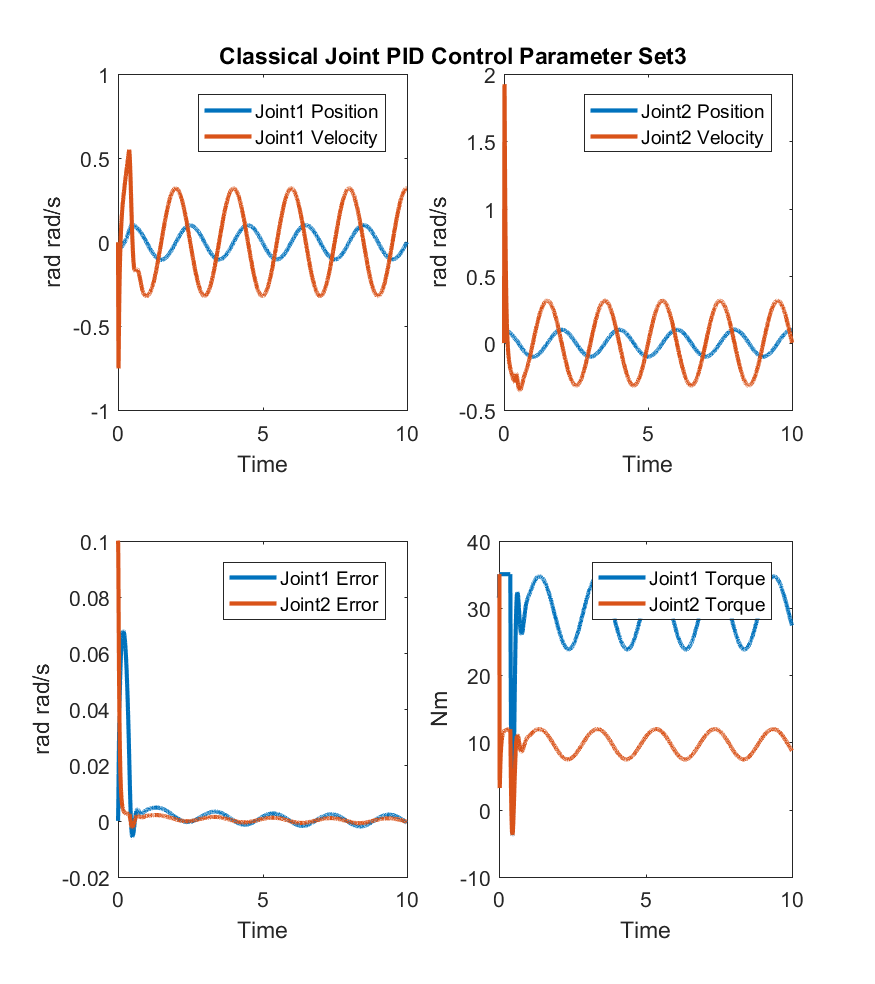 Classical Joint PID Control Parameter Set3
1
0.5
0
-0.5
-1
rad rad/s
Joint1 Position
Joint1 Velocity
0
5
10
Time
2
1.5
1
0.5
0
-0.5
rad rad/s
Joint2 Position
Joint2 Velocity
0
5
10
Time
0.1
0.08
0.06
0.04
0.02
0
-0.02
rad rad/s
Joint1 Error
Joint2 Error
0
5
10
Time
40
30
20
10
0
-10
Nm
Joint1 Torque
Joint2 Torque
0
5
10
Time